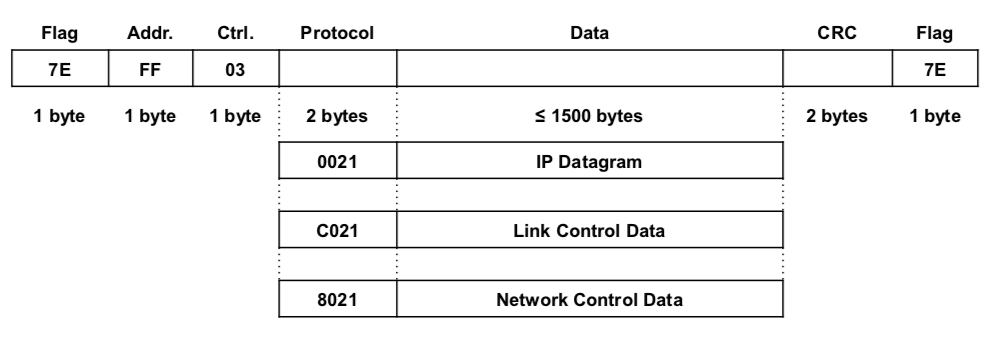 Flag Addr. Ctrl. Protocol Data CRC Flag
7E FF 03 7E
1 byte 1 byte 1 byte 2 bytes ≤ 1500 bytes 2 bytes 1 byte
0021 IP Datagram
C021 Link Control Data
8021 Network Control Data